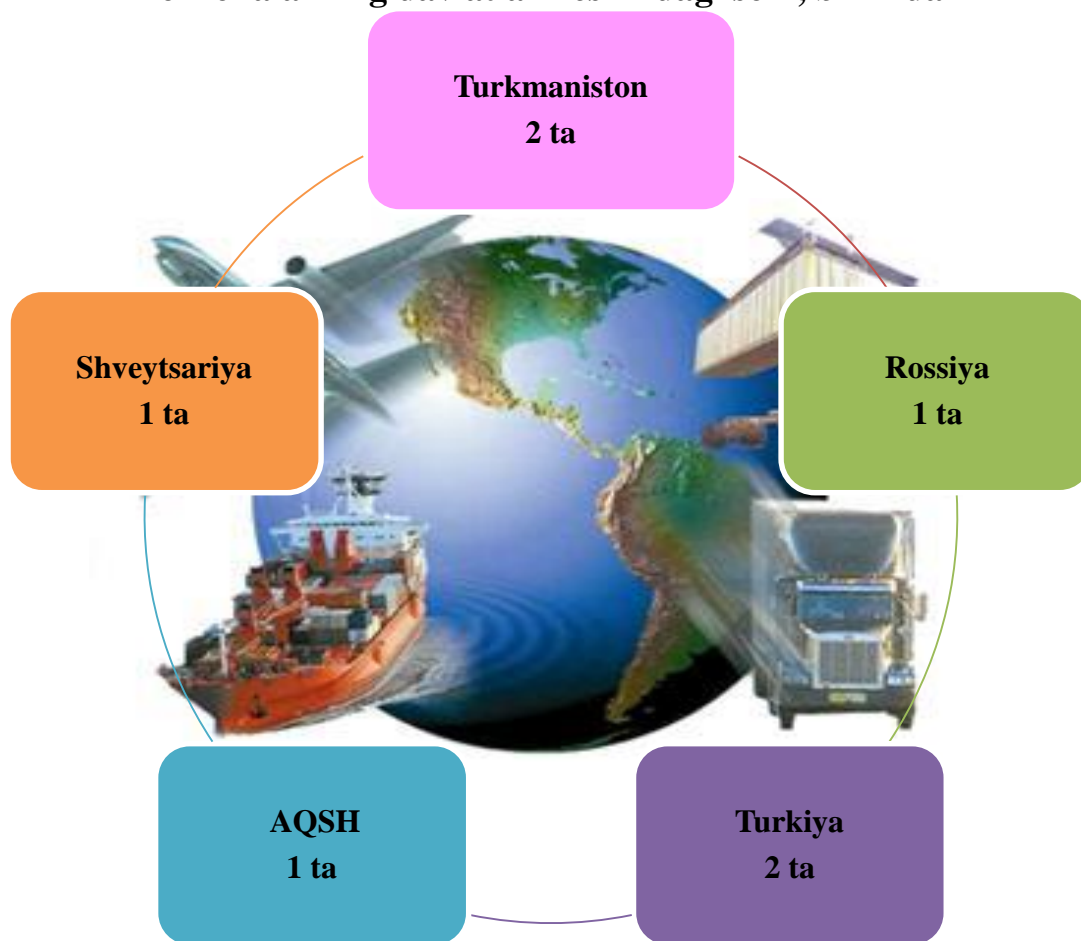 Turkmaniston
2 ta
Shveytsariya
1 ta
Rossiya
1 ta
AQSH
1 ta
Turkiya
2 ta